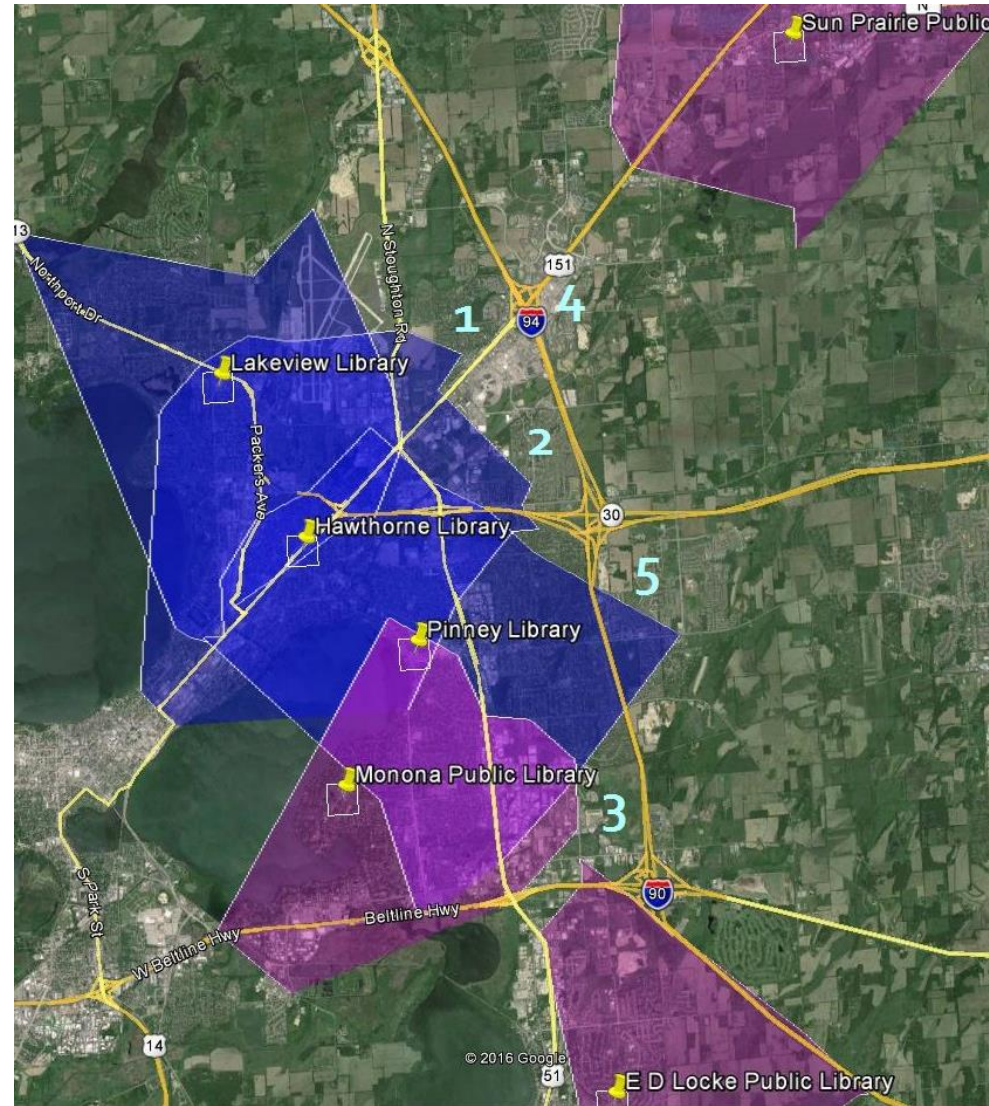 N
Sun Prairie Public
13
Northport Dr
N Stoughton Rd
151
4
1
94
Lakeview Library
Packers Ave
2
30
Hawthorne Library
5
Pinney Library
Monona Public Library
3
S Park St
90
Beltline Hwy
W Beltline Hwy
14
© 2016 Google
51
E D Locke Public Library